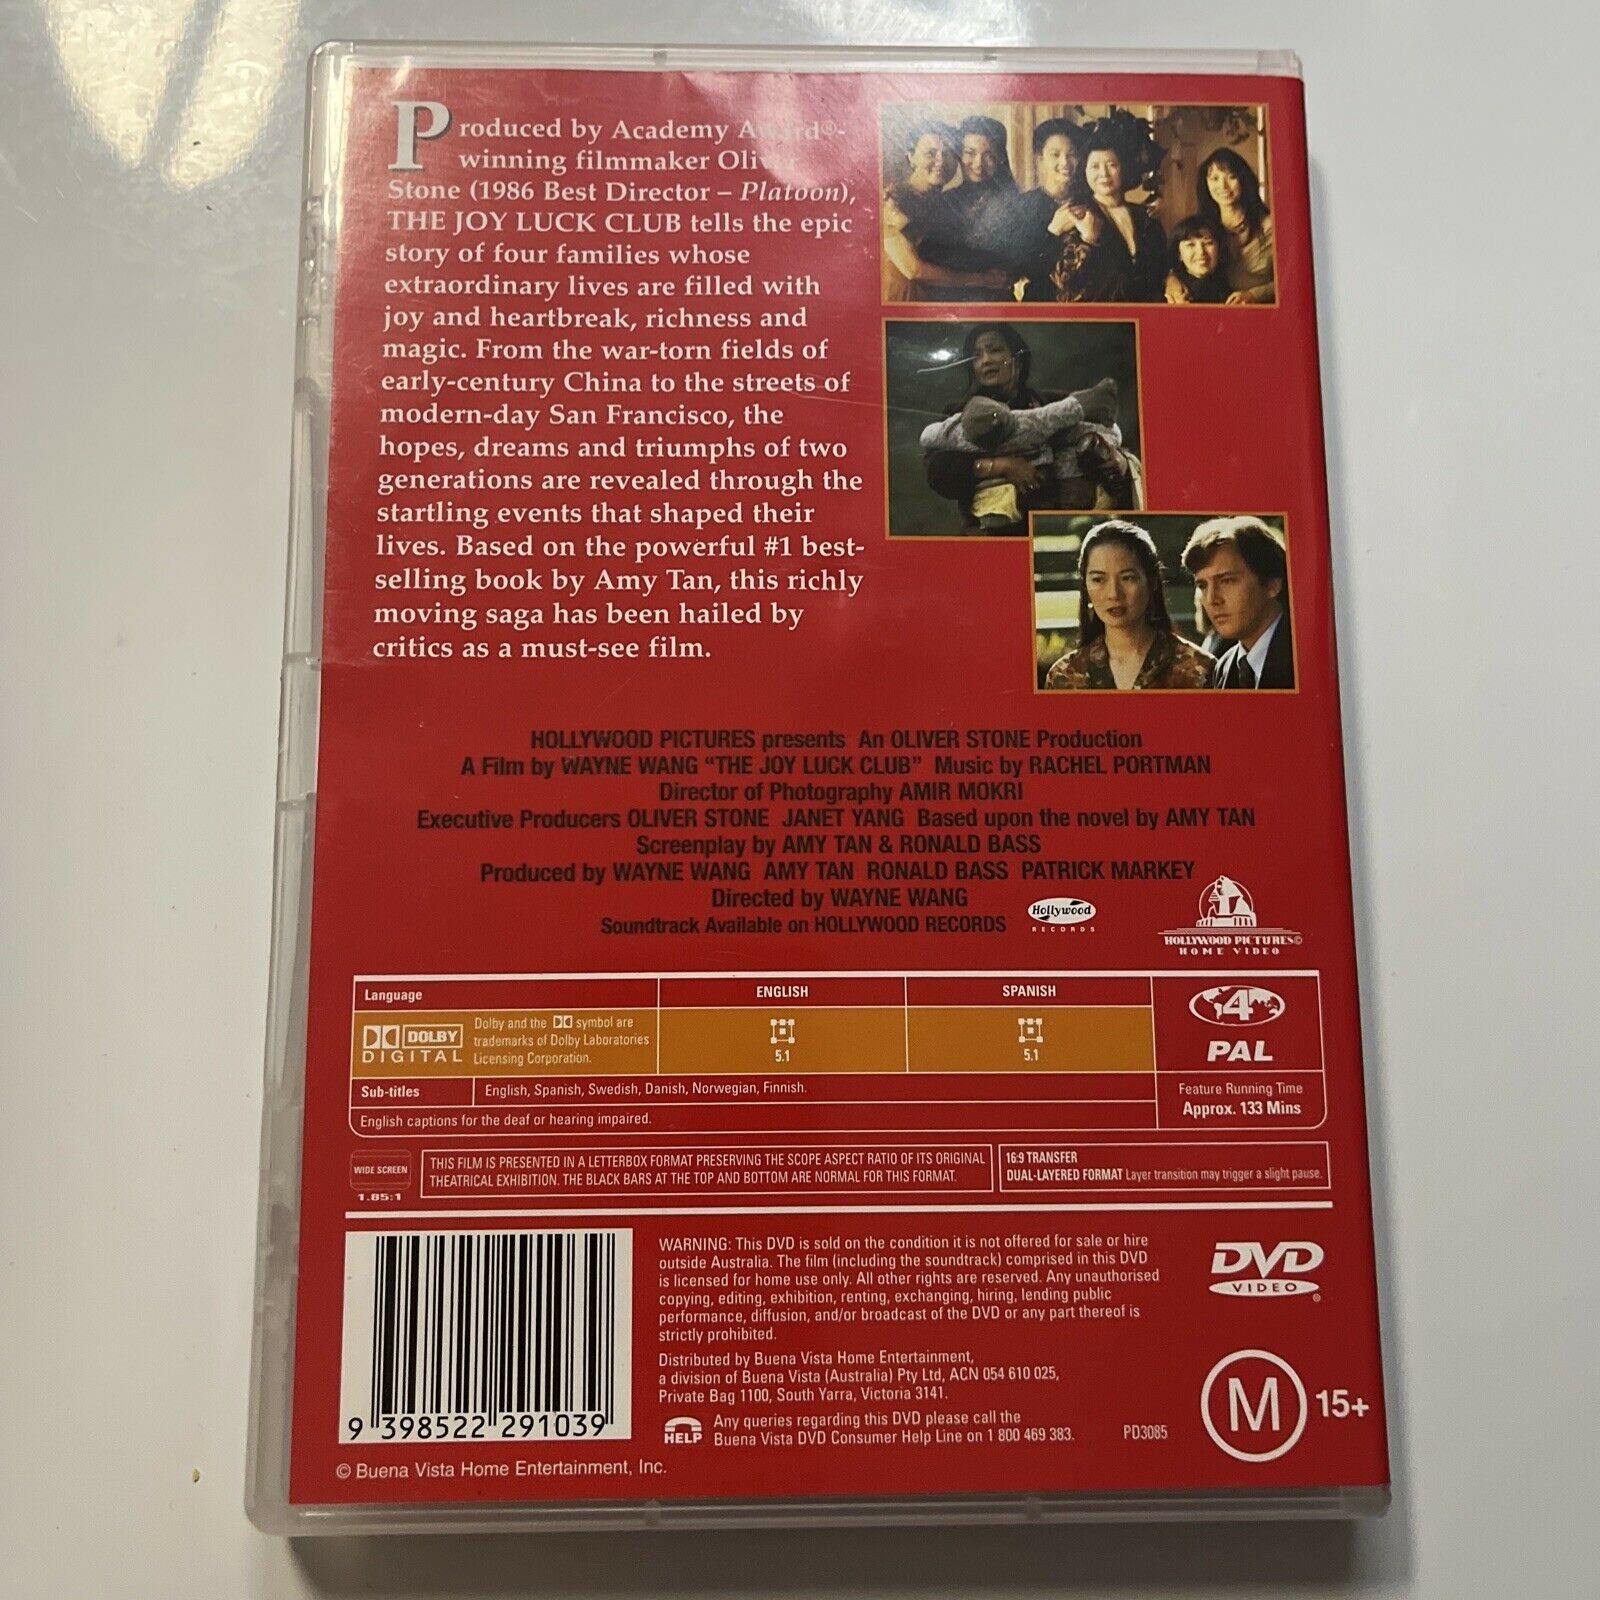 Produced by Academy Award®-
winning filmmaker Oliver
Stone (1986 Best Director – Platoon),
THE JOY LUCK CLUB tells the epic
story of four families whose
extraordinary lives are filled with
joy and heartbreak, richness and
magic. From the war-torn fields of
early-century China to the streets of
modern-day San Francisco, the
hopes, dreams and triumphs of two
generations are revealed through the
startling events that shaped their
lives. Based on the powerful #1 best-
selling book by Amy Tan, this richly
moving saga has been hailed by
critics as a must-see film.
HOLLYWOOD PICTURES presents An OLIVER STONE Production
A Film by WAYNE WANG "THE JOY LUCK CLUB" Music by RACHEL PORTMAN
Director of Photography AMIR MOKRI
Executive Producers OLIVER STONE JANET YANG Based upon the novel by AMY TAN
Screenplay by AMY TAN & RONALD BASS
Produced by WAYNE WANG AMY TAN RONALD BASS PATRICK MARKEY
Directed by WAYNE WANG
Soundtrack Available on HOLLYWOOD RECORDS
Hollywood
RECORDS
HOLLYWOOD PICTURES©
HOME VIDEO
Language
ENGLISH
SPANISH
DOLBY
DIGITAL
Dolby and the DD symbol are
trademarks of Dolby Laboratories
Licensing Corporation.
5.1
5.1
4
PAL
Sub-titles
English, Spanish, Swedish, Danish, Norwegian, Finnish.
English captions for the deaf or hearing impaired.
Feature Running Time
Approx. 133 Mins
WIDE SCREEN
1.85:1
THIS FILM IS PRESENTED IN A LETTERBOX FORMAT PRESERVING THE SCOPE ASPECT RATIO OF ITS ORIGINAL
THEATRICAL EXHIBITION. THE BLACK BARS AT THE TOP AND BOTTOM ARE NORMAL FOR THIS FORMAT.
16:9 TRANSFER
DUAL-LAYERED FORMAT Layer transition may trigger a slight pause.
WARNING: This DVD is sold on the condition it is not offered for sale or hire
outside Australia. The film (including the soundtrack) comprised in this DVD
is licensed for home use only. All other rights are reserved. Any unauthorised
copying, editing, exhibition, renting, exchanging, hiring, lending public
performance, diffusion, and/or broadcast of the DVD or any part thereof is
strictly prohibited.
Distributed by Buena Vista Home Entertainment,
a division of Buena Vista (Australia) Pty Ltd, ACN 054 610 025,
Private Bag 1100, South Yarra, Victoria 3141.
HELP
Any queries regarding this DVD please call the
Buena Vista DVD Consumer Help Line on 1 800 469 383.
PD3085
DVD
VIDEO
®
M 15+
9 398522 291039
© Buena Vista Home Entertainment, Inc.